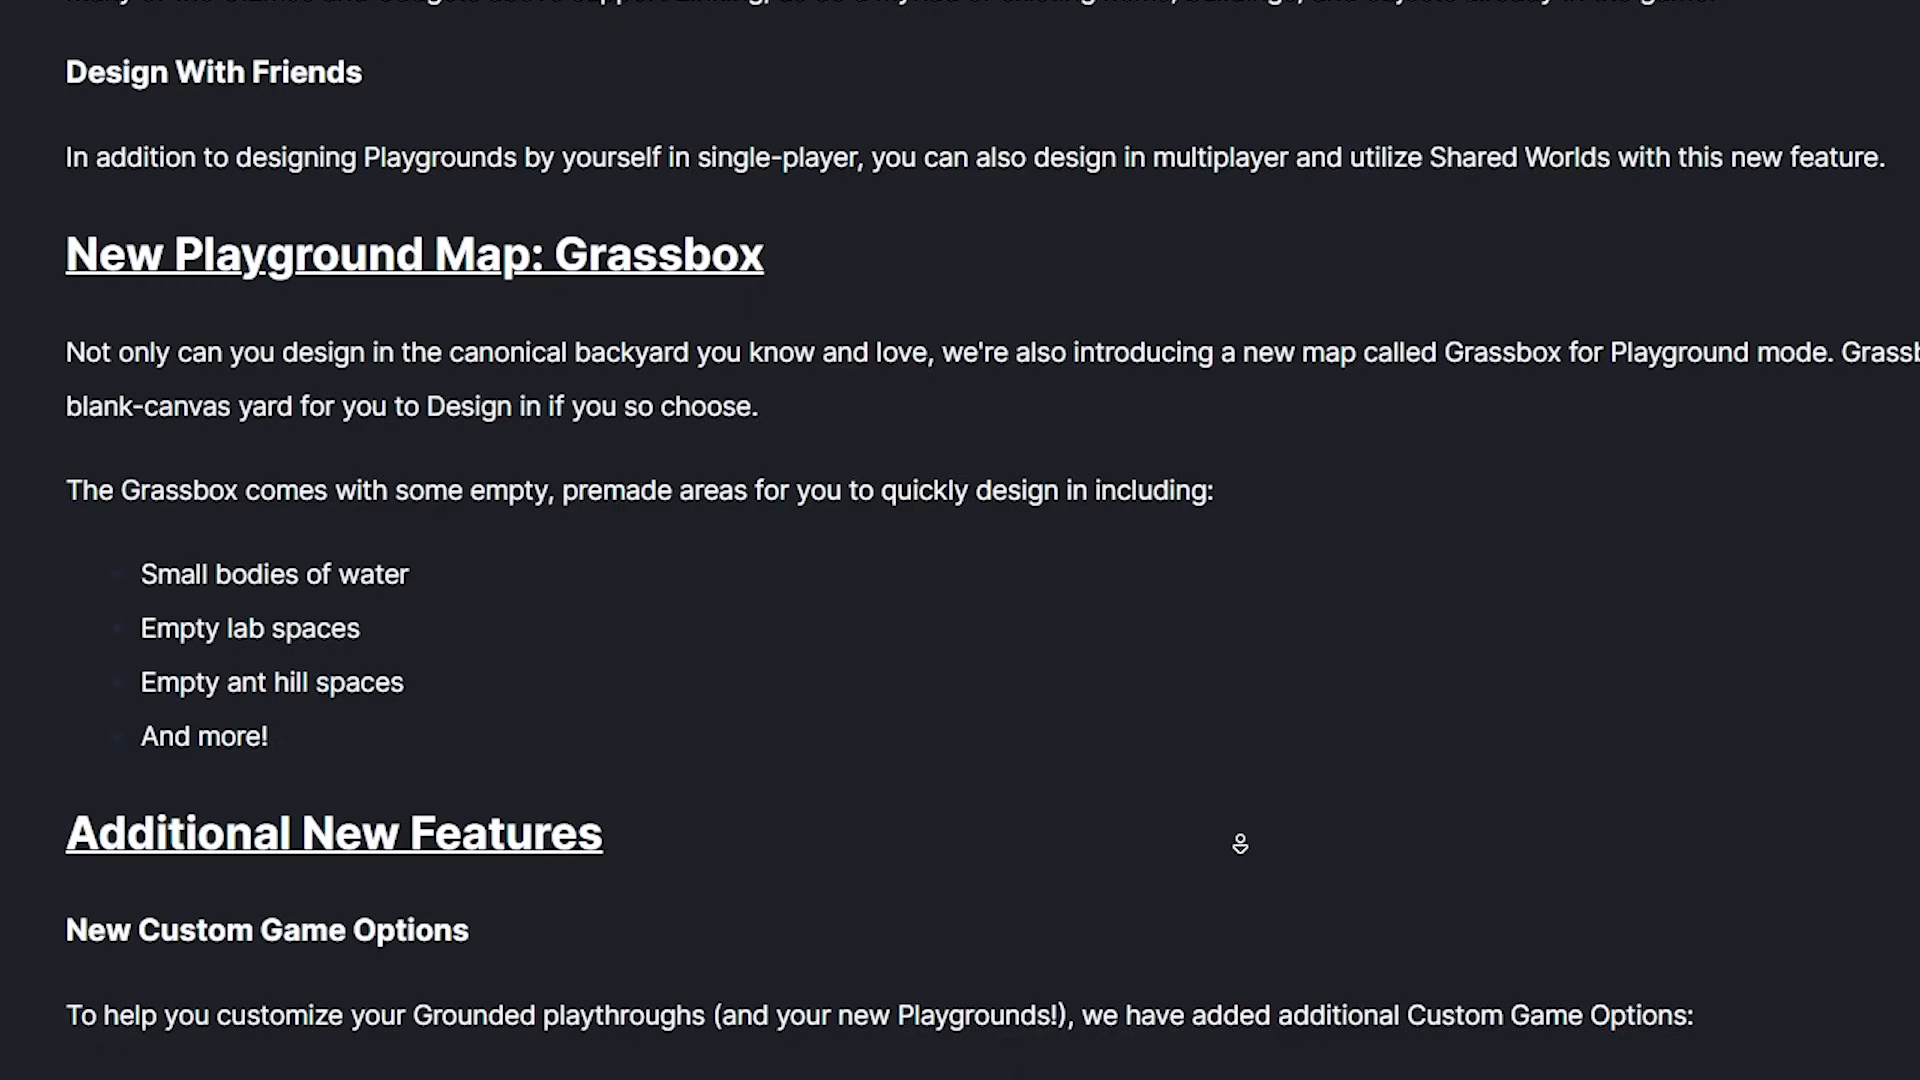 Design With Friends
In addition to designing Playgrounds by yourself in single-player, you can also design in multiplayer and utilize Shared Worlds with this new feature.
New Playground Map: Grassbox
Not only can you design in the canonical backyard you know and love, we're also introducing a new map called Grassbox for Playground mode. Grassb
blank-canvas yard for you to Design in if you so choose.
The Grassbox comes with some empty, premade areas for you to quickly design in including:
Small bodies of water
Empty lab spaces
Empty ant hill spaces
And more!
Additional New Features
New Custom Game Options
To help you customize your Grounded playthroughs (and your new Playgrounds!), we have added additional Custom Game Options: